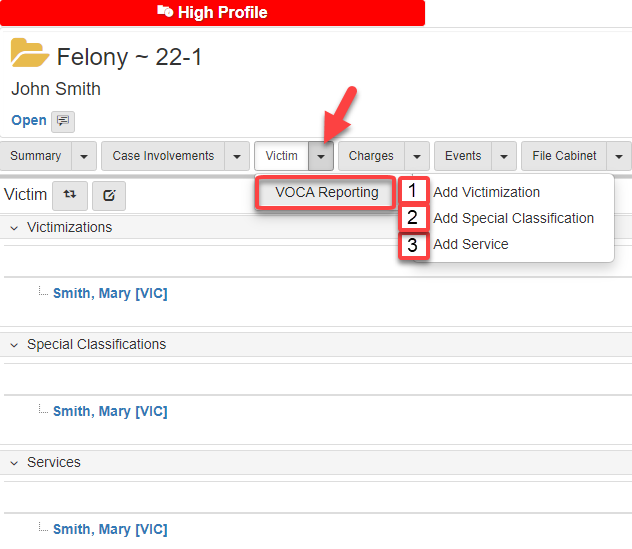 High Profile
Felony ~ 22-1
John Smith
Open
Summary Case Involvements Victim Charges Events File Cabinet
VOCA Reporting 1 Add Victimization
2 Add Special Classification
3 Add Service
Victim
Victimizations
Smith, Mary [VIC]
Special Classifications
Smith, Mary [VIC]
Services
Smith, Mary [VIC]